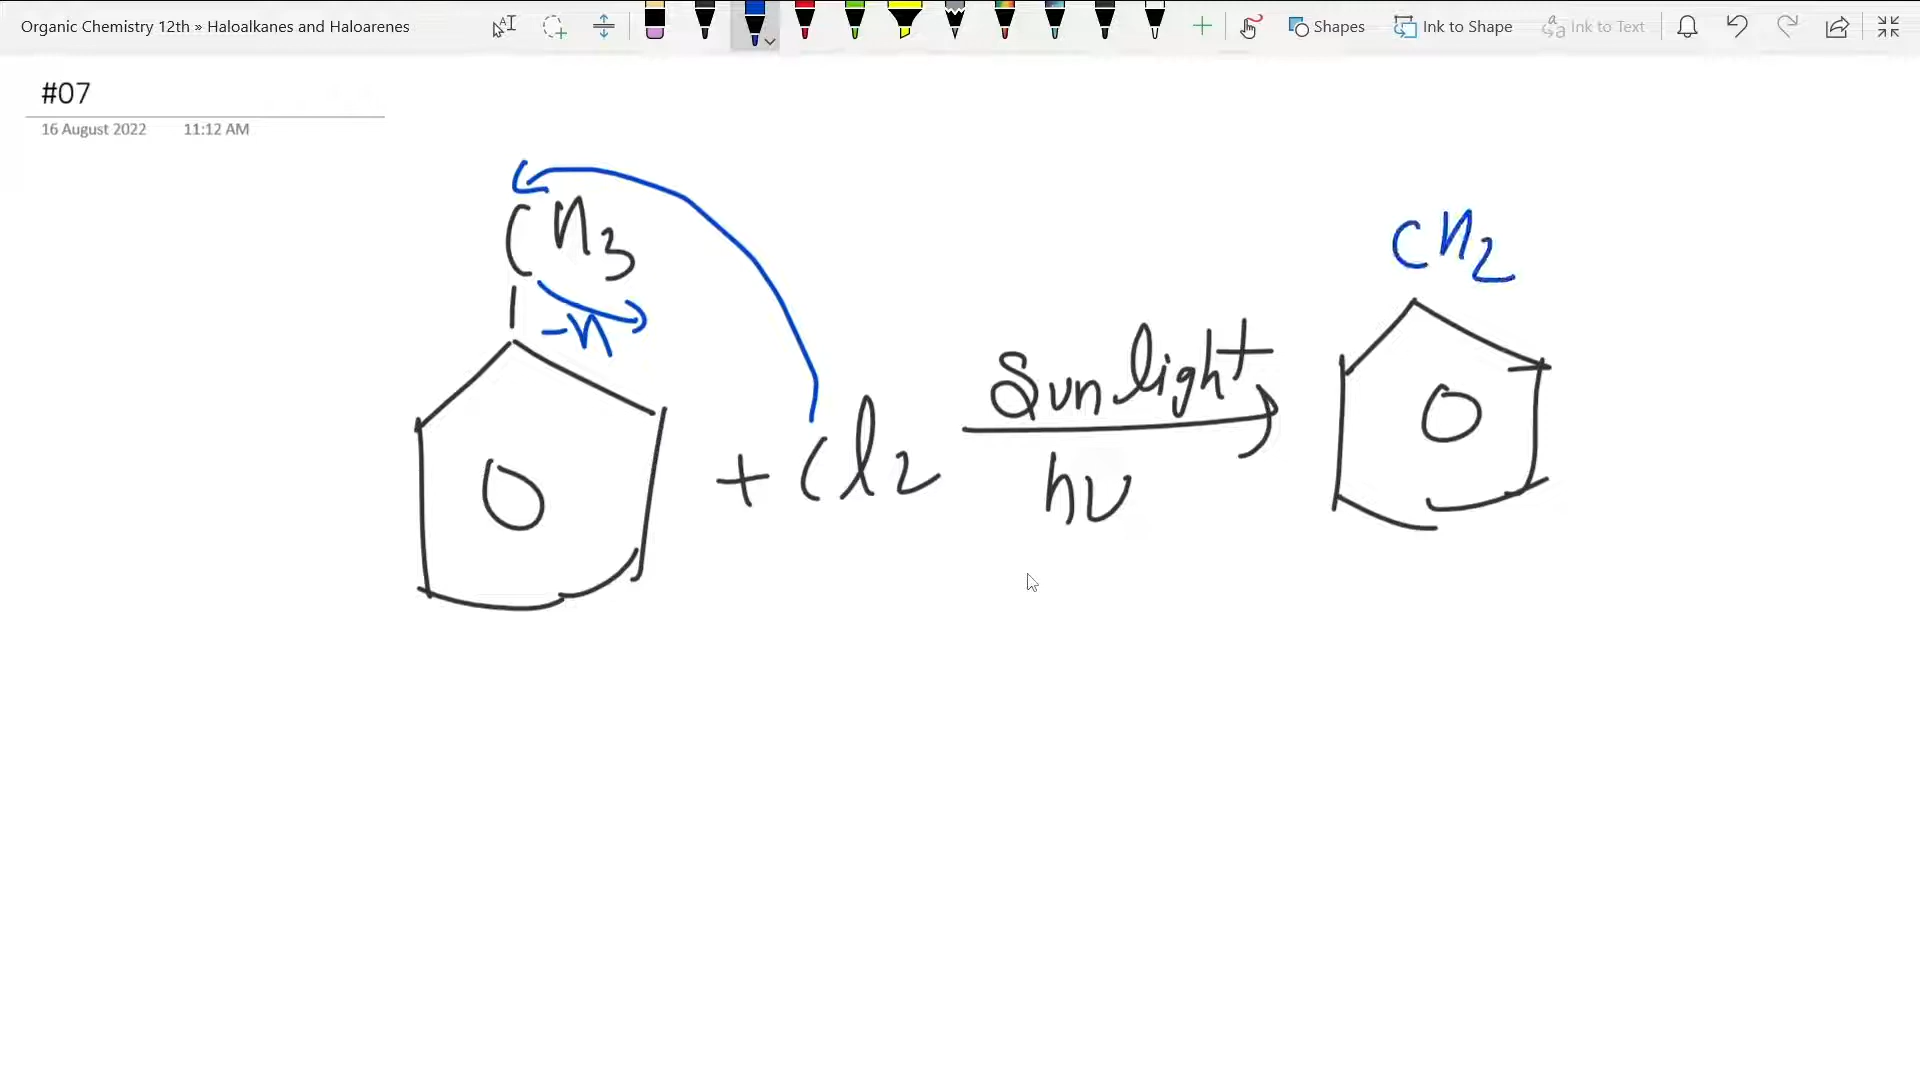 Organic Chemistry 12th » Haloalkanes and Haloarenes
Shapes
Ink to Shape
Ink to Text
#07
16 August 2022 11:12 AM
CH3
-H
+ Cl2
Sunlight
hν
CH2